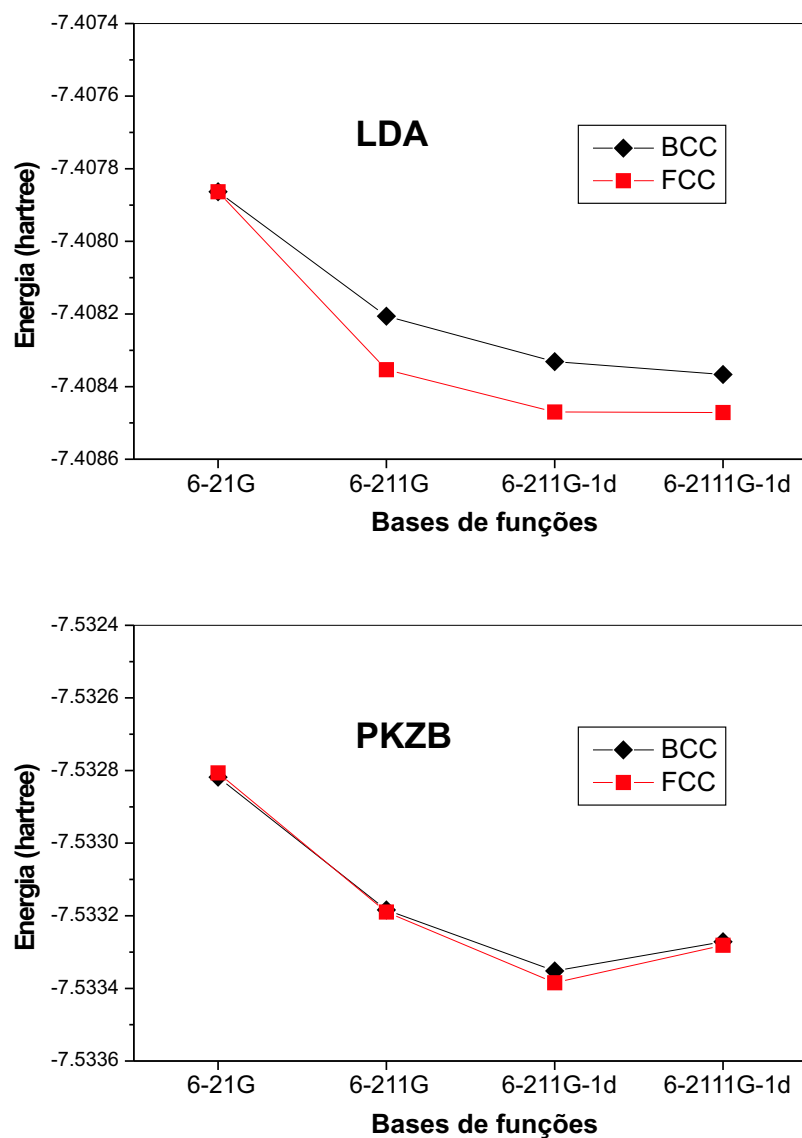 -7.4074
-7.4076
-7.4078
-7.4080
-7.4082
-7.4084
-7.4086
Energia (hartree)
LDA
BCC
FCC
6-21G 6-211G 6-211G-1d 6-2111G-1d
Bases de funções
-7.5324
-7.5326
-7.5328
-7.5330
-7.5332
-7.5334
-7.5336
Energia (hartree)
PKZB
BCC
FCC
6-21G 6-211G 6-211G-1d 6-2111G-1d
Bases de funções